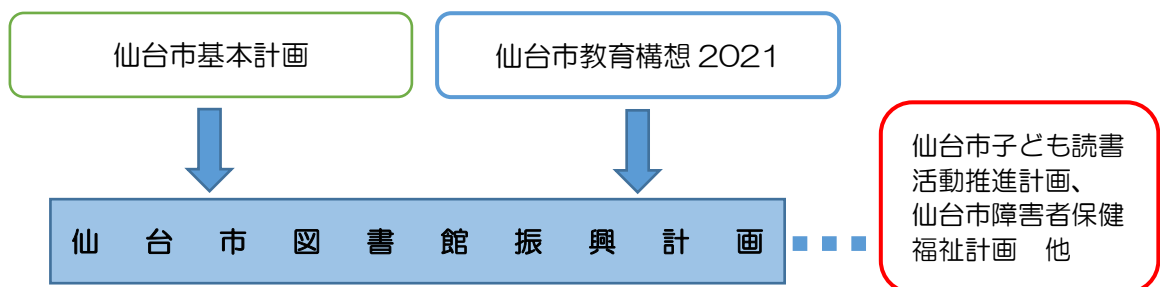 仙台市基本計画
仙台市教育構想 2021
仙台市子ども読書
活動推進計画、
仙台市障害者保健
福祉計画　他
仙台市図書館振興計画